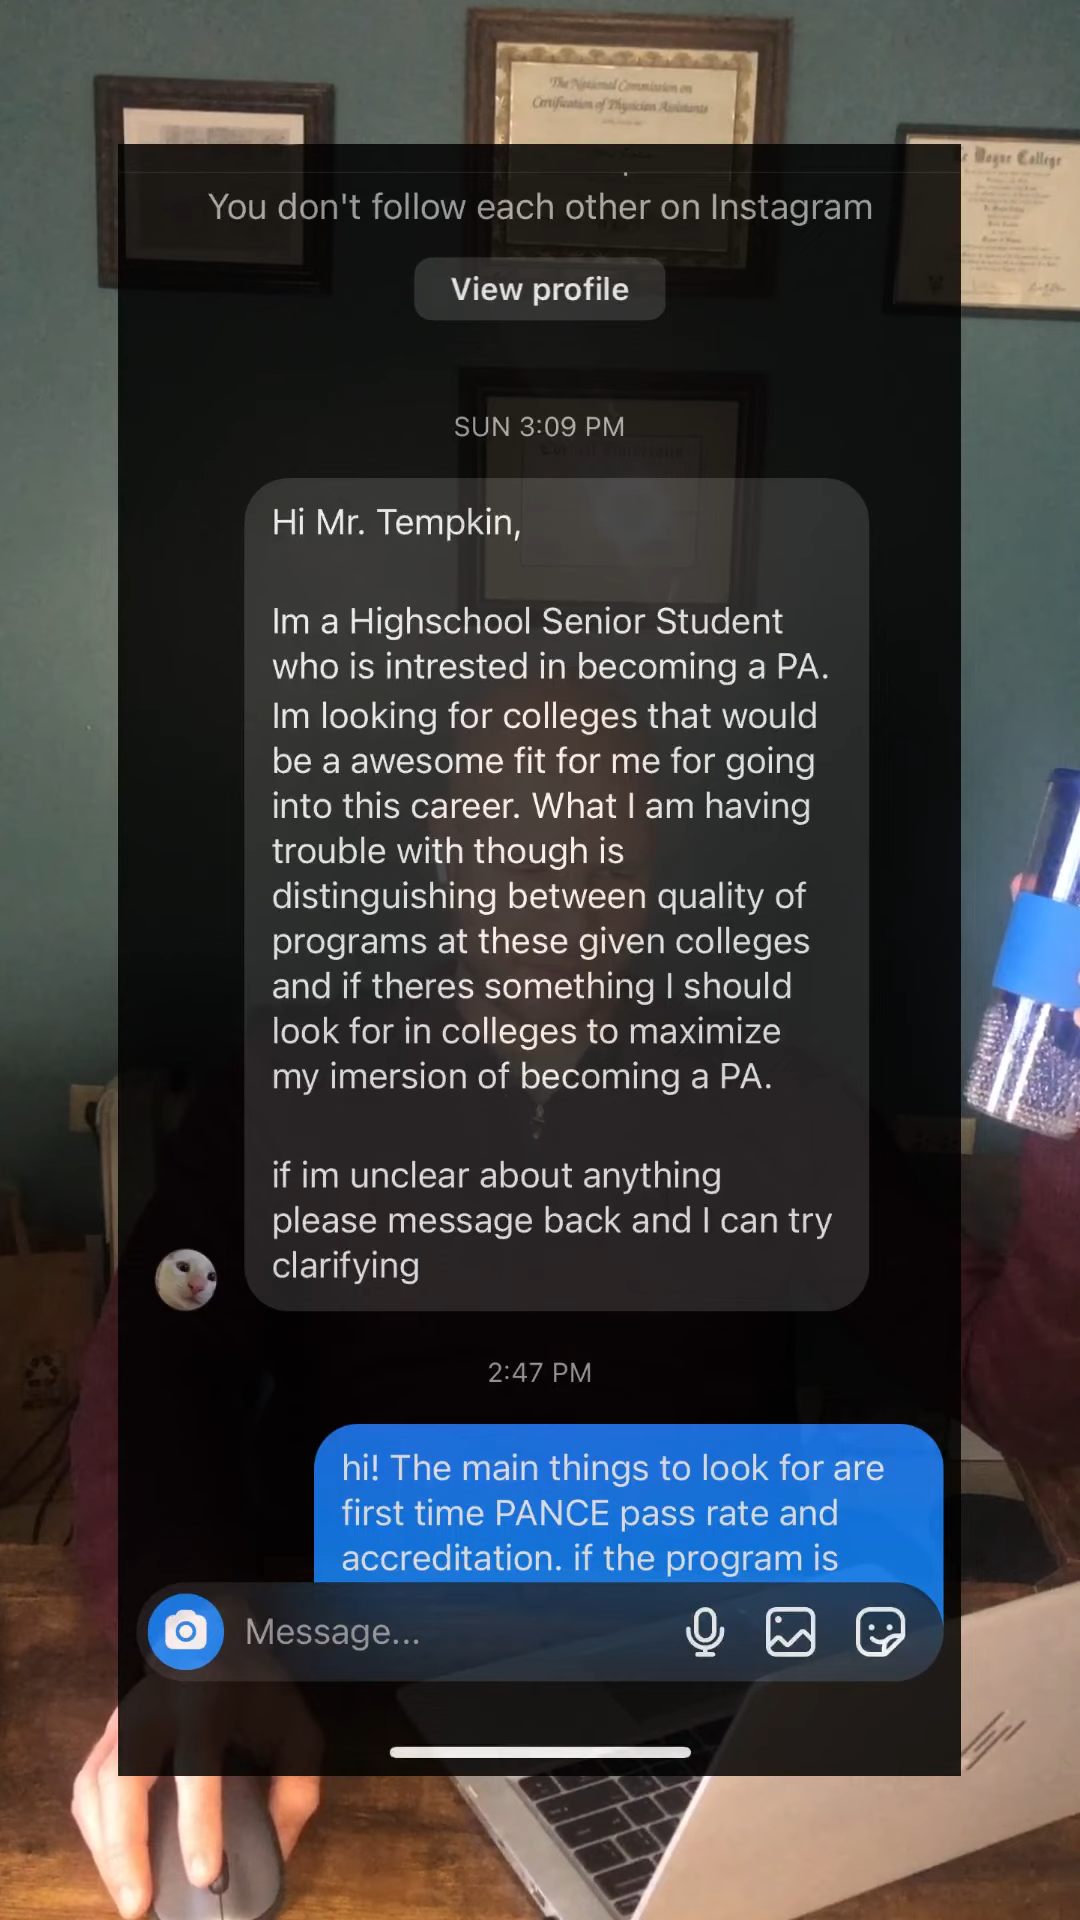 The National Commission on
Certification of Physician Assistants
Wayne College
You don't follow each other on Instagram
View profile
SUN 3:09 PM
Hi Mr. Tempkin,
Im a Highschool Senior Student
who is intrested in becoming a PA.
Im looking for colleges that would
be a awesome fit for me for going
into this career. What I am having
trouble with though is
distinguishing between quality of
programs at these given colleges
and if theres something I should
look for in colleges to maximize
my imersion of becoming a PA.
if im unclear about anything
please message back and I can try
clarifying
2:47 PM
hi! The main things to look for are
first time PANCE pass rate and
accreditation. if the program is
Message...
hp